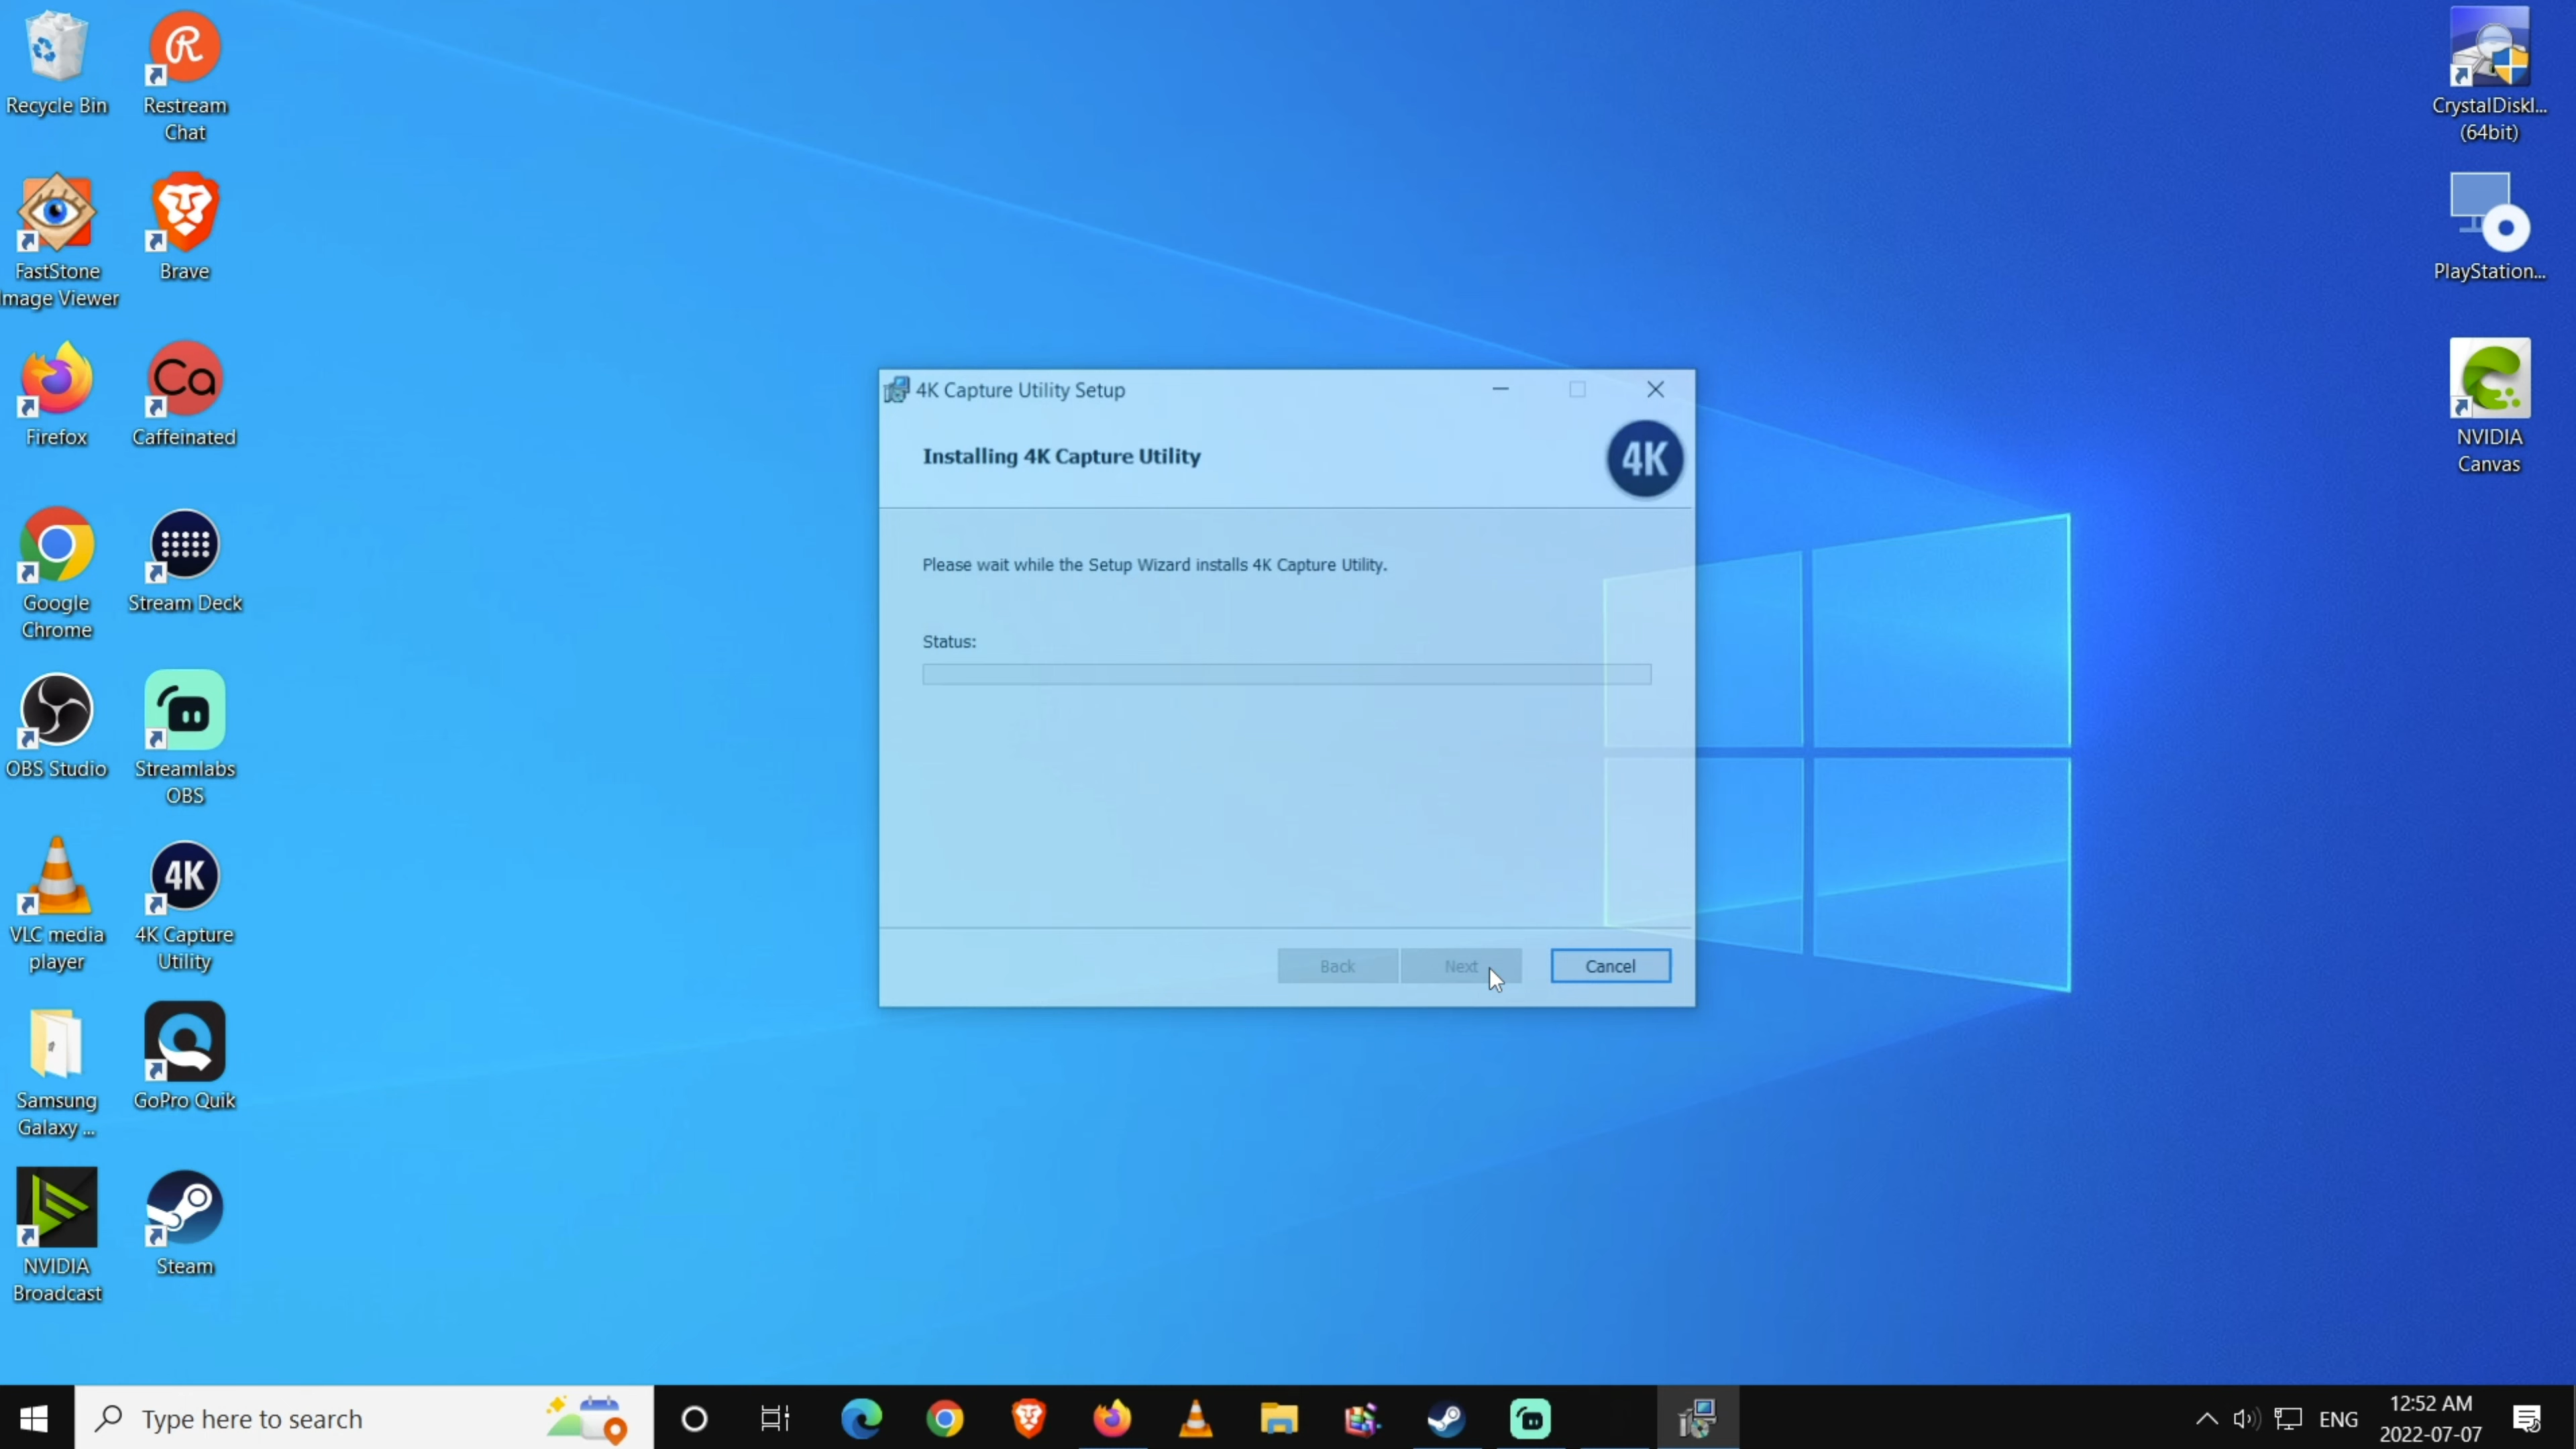 Recycle Bin
Restream
Chat
FastStone
Image Viewer
Brave
Firefox
Ca
Caffeinated
Google
Chrome
Stream Deck
OBS Studio
Streamlabs
OBS
VLC media
player
4K
4K Capture
Utility
Samsung
Galaxy ...
GoPro Quik
NVIDIA
Broadcast
Steam
4K Capture Utility Setup
Installing 4K Capture Utility
4K
Please wait while the Setup Wizard installs 4K Capture Utility.
Status:
Back
Next
Cancel
CrystalDiskI...
(64bit)
PlayStation...
NVIDIA
Canvas
Type here to search
ENG
12:52 AM
2022-07-07